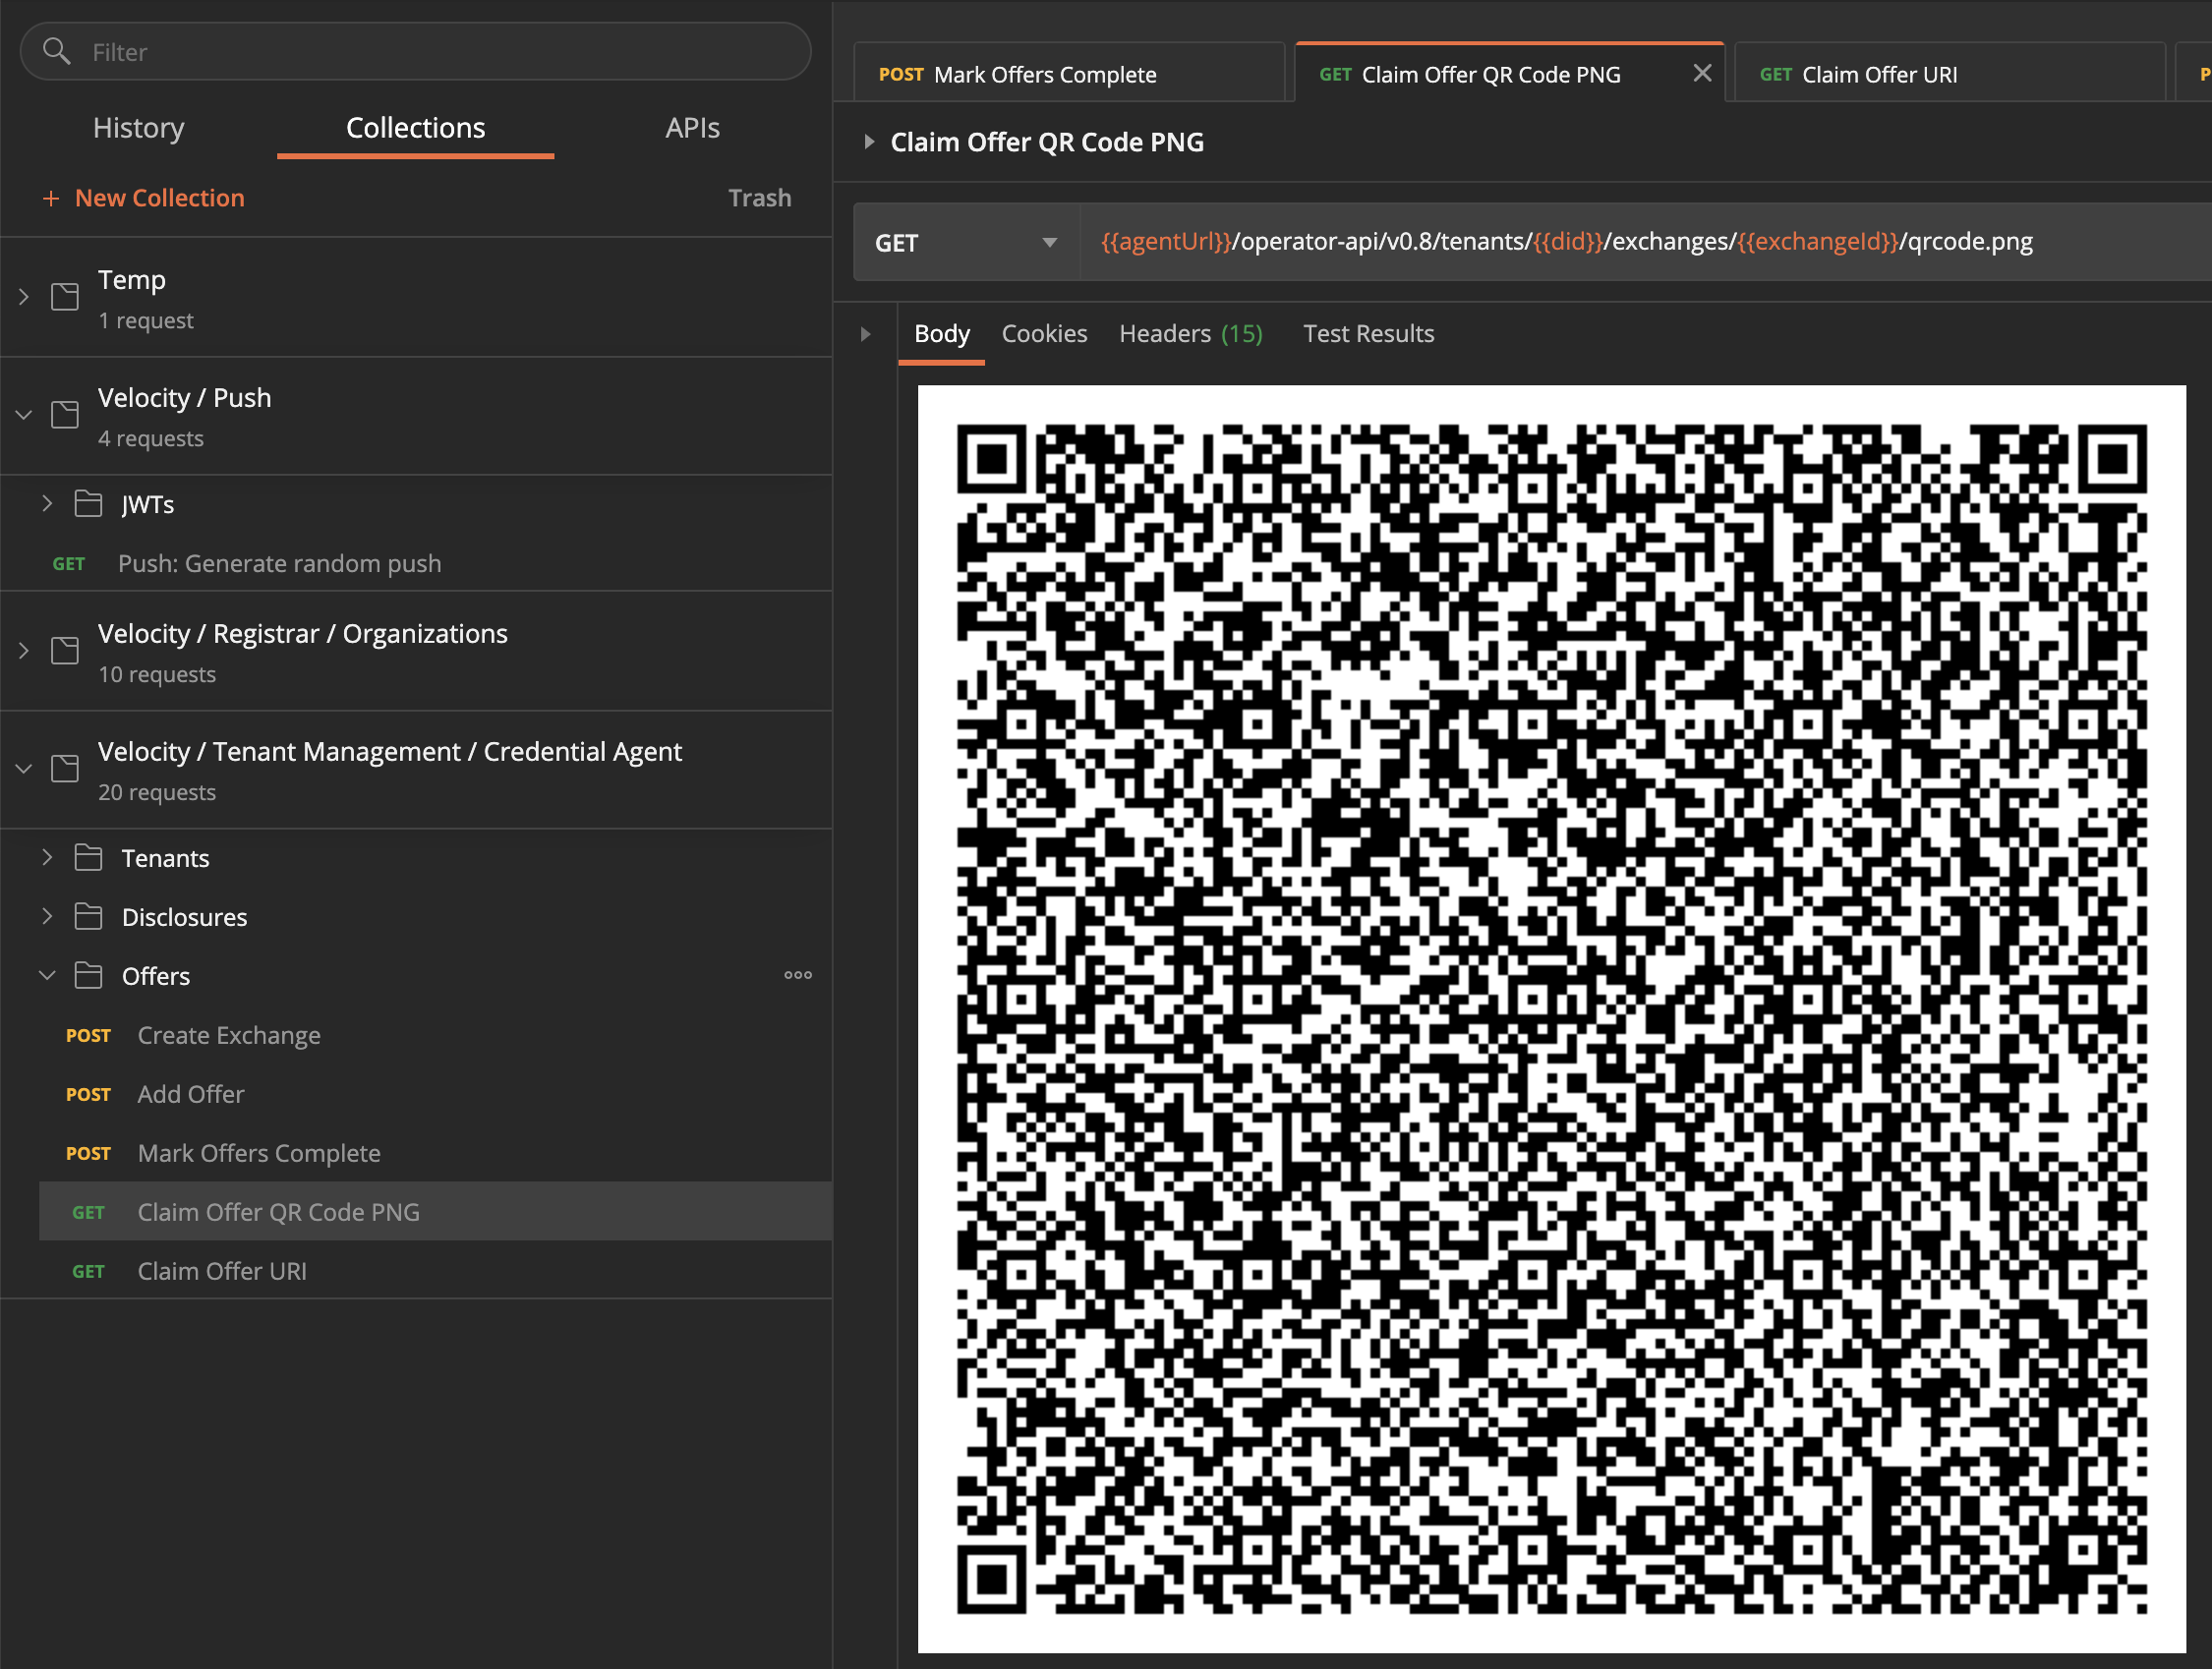 Filter
History
Collections
APIs
+ New Collection
Trash
Temp
1 request
Velocity / Push
4 requests
JWTs
GET Push: Generate random push
Velocity / Registrar / Organizations
10 requests
Velocity / Tenant Management / Credential Agent
20 requests
Tenants
Disclosures
Offers
POST Create Exchange
POST Add Offer
POST Mark Offers Complete
GET Claim Offer QR Code PNG
GET Claim Offer URI
POST Mark Offers Complete
GET Claim Offer QR Code PNG
GET Claim Offer URI
P
Claim Offer QR Code PNG
GET
{{agentUrl}}/operator-api/v0.8/tenants/{{did}}/exchanges/{{exchangeId}}/qrcode.png
Body
Cookies
Headers (15)
Test Results